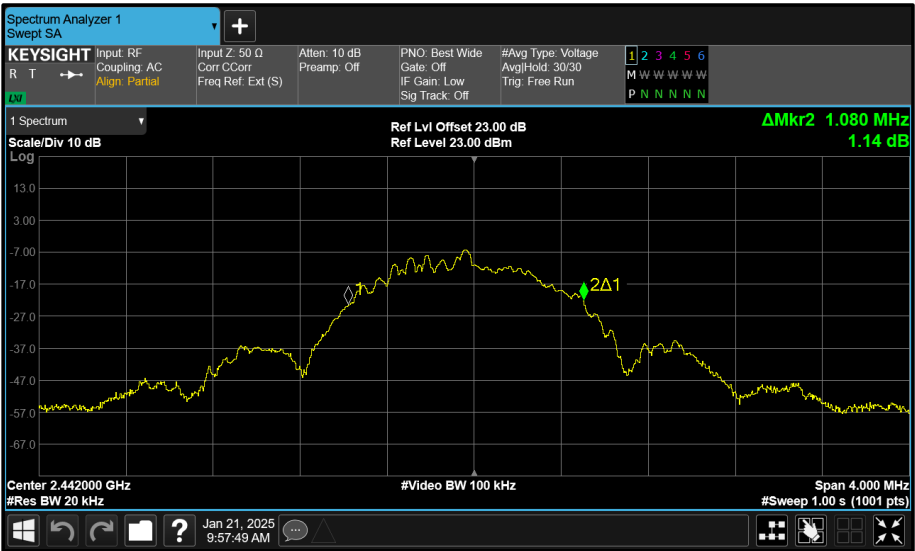 Spectrum Analyzer 1
Swept SA
+
KEYSIGHT
R T
LXI
Input: RF
Coupling: AC
Align: Partial
Input Z: 50 Ω
Corr CCorr
Freq Ref: Ext (S)
Atten: 10 dB
Preamp: Off
PNO: Best Wide
Gate: Off
IF Gain: Low
Sig Track: Off
#Avg Type: Voltage
Avg|Hold: 30/30
Trig: Free Run
1 2 3 4 5 6
M W W W W W
P N N N N N
1 Spectrum
Scale/Div 10 dB
Log
Ref Lvl Offset 23.00 dB
Ref Level 23.00 dBm
ΔMkr2 1.080 MHz
1.14 dB
13.0
3.00
-7.00
-17.0
-27.0
-37.0
-47.0
-57.0
-67.0
1
2Δ1
Center 2.442000 GHz
#Res BW 20 kHz
#Video BW 100 kHz
Span 4.000 MHz
#Sweep 1.00 s (1001 pts)
?
Jan 21, 2025
9:57:49 AM